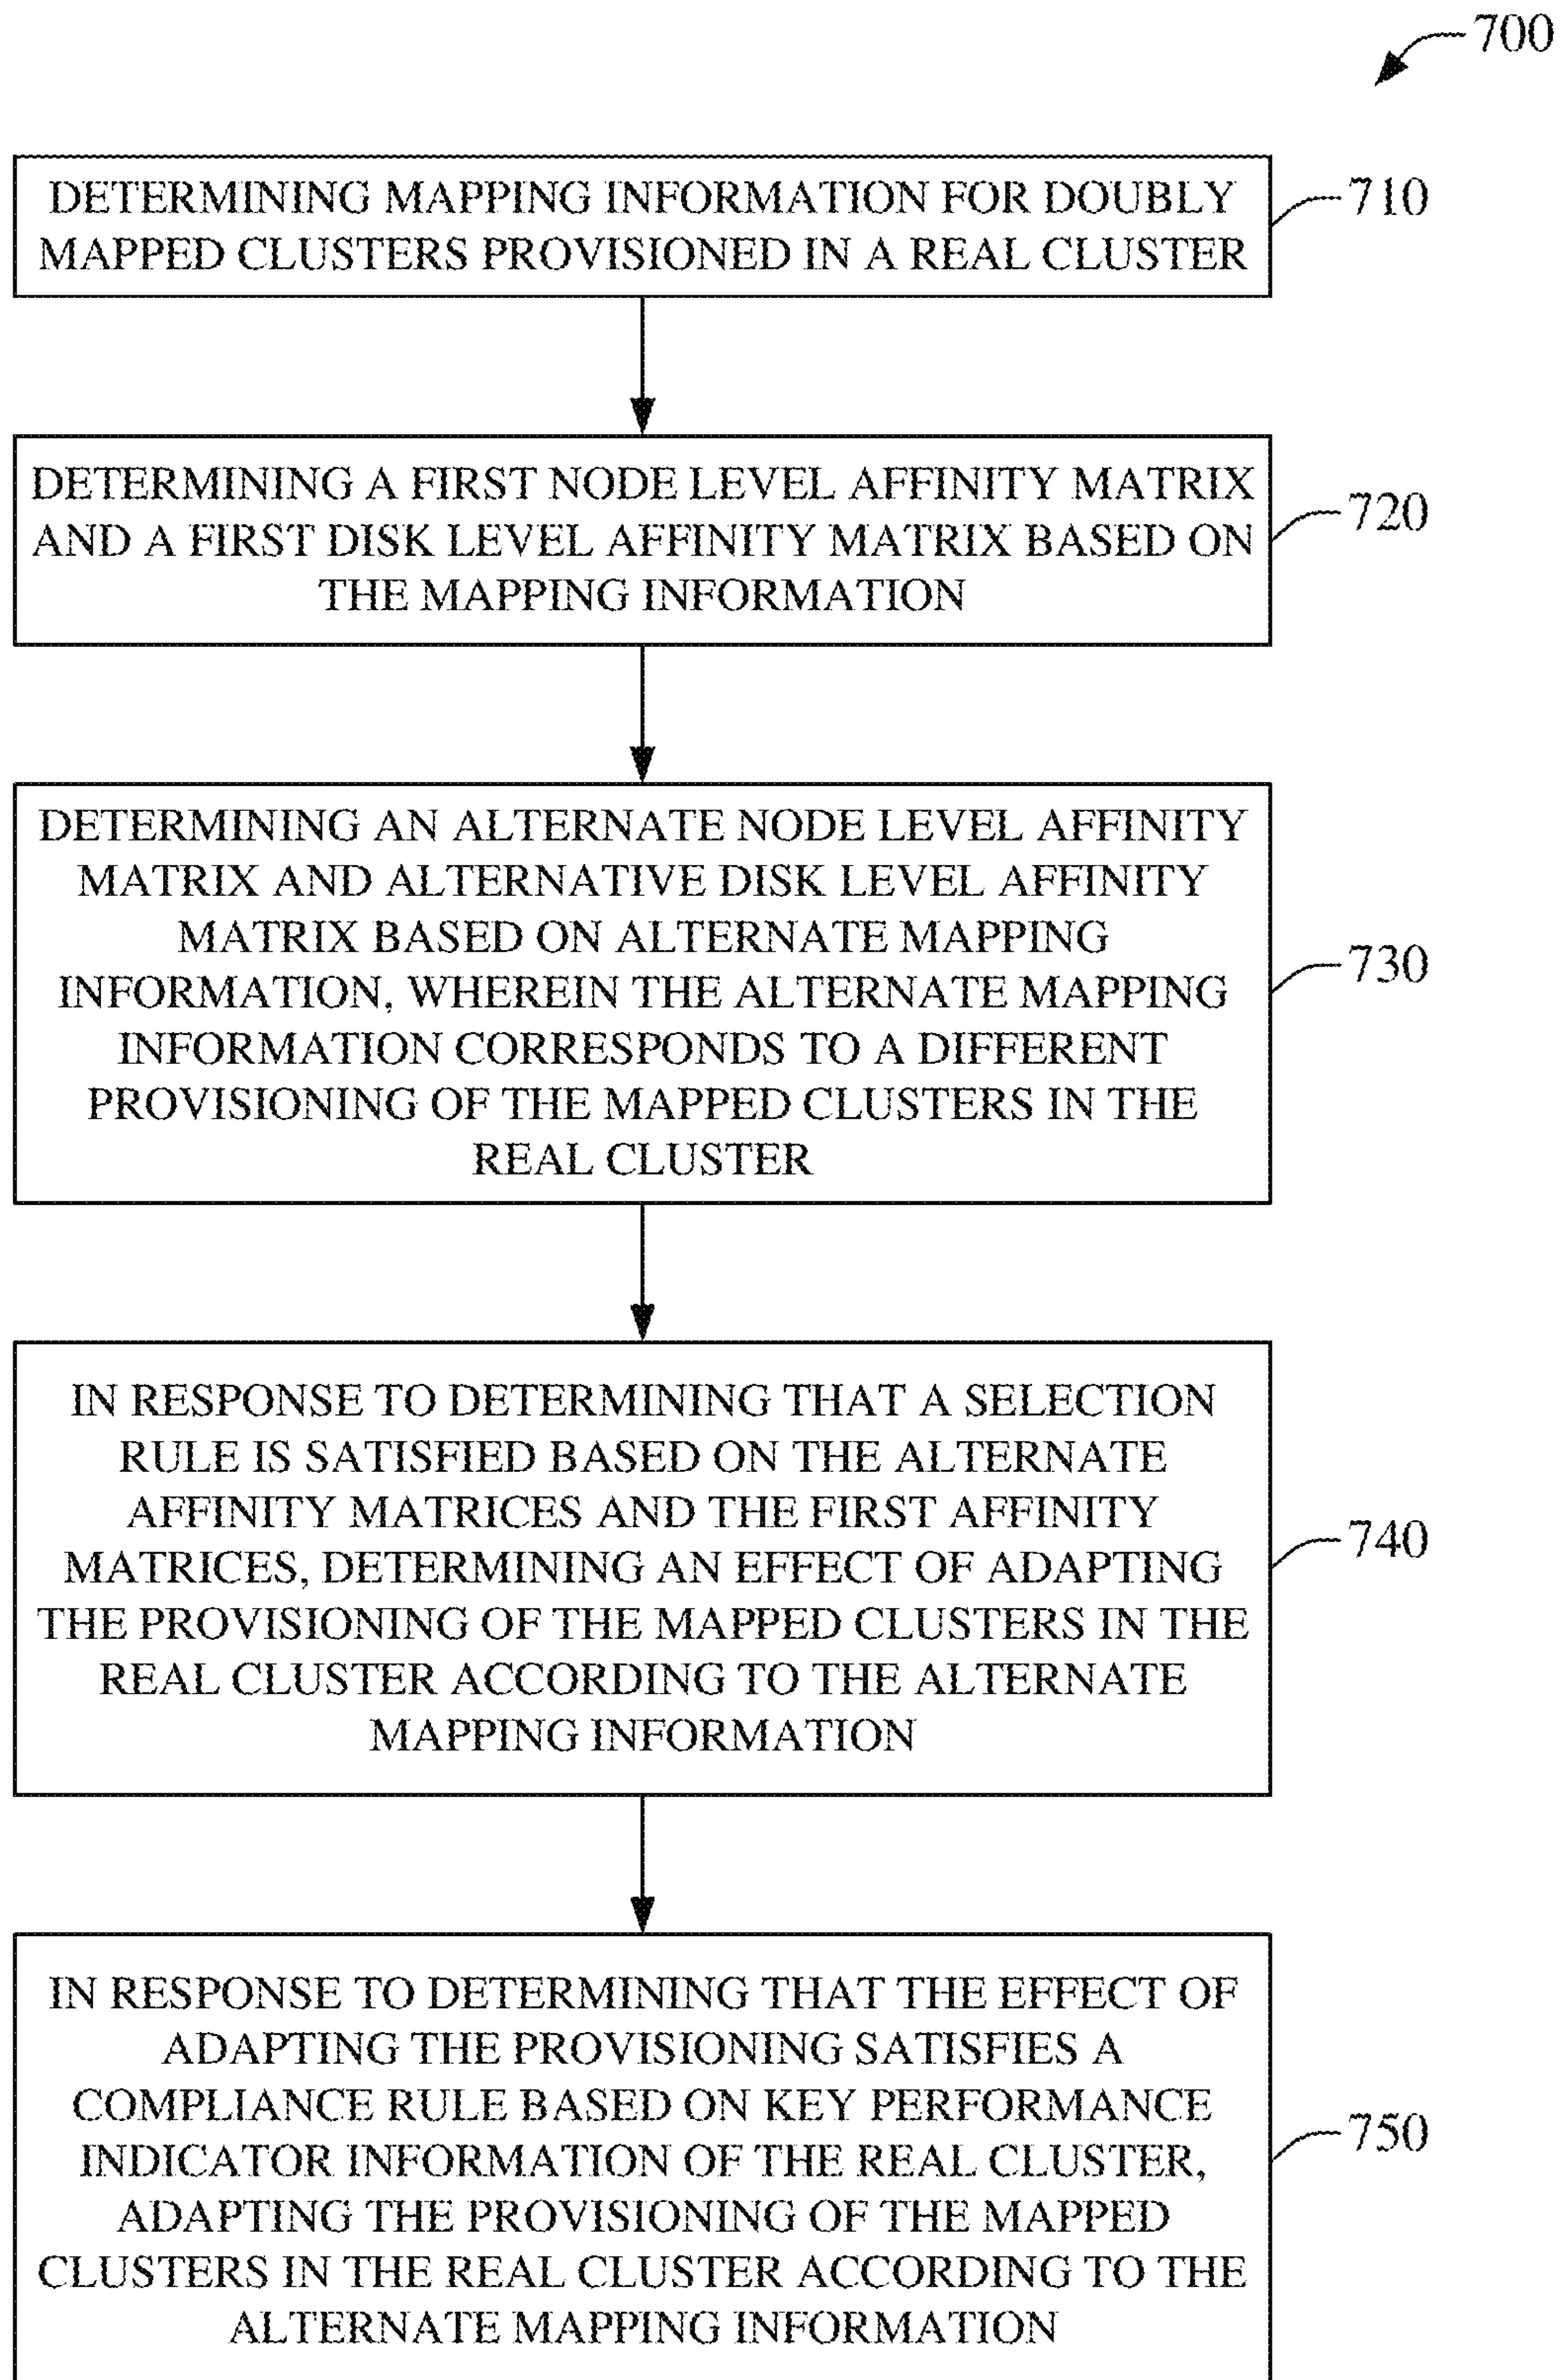 700
DETERMINING MAPPING INFORMATION FOR DOUBLY
MAPPED CLUSTERS PROVISIONED IN A REAL CLUSTER
710
DETERMINING A FIRST NODE LEVEL AFFINITY MATRIX
AND A FIRST DISK LEVEL AFFINITY MATRIX BASED ON
THE MAPPING INFORMATION
720
DETERMINING AN ALTERNATE NODE LEVEL AFFINITY
MATRIX AND ALTERNATIVE DISK LEVEL AFFINITY
MATRIX BASED ON ALTERNATE MAPPING
INFORMATION, WHEREIN THE ALTERNATE MAPPING
INFORMATION CORRESPONDS TO A DIFFERENT
PROVISIONING OF THE MAPPED CLUSTERS IN THE
REAL CLUSTER
730
IN RESPONSE TO DETERMINING THAT A SELECTION
RULE IS SATISFIED BASED ON THE ALTERNATE
AFFINITY MATRICES AND THE FIRST AFFINITY
MATRICES, DETERMINING AN EFFECT OF ADAPTING
THE PROVISIONING OF THE MAPPED CLUSTERS IN THE
REAL CLUSTER ACCORDING TO THE ALTERNATE
MAPPING INFORMATION
740
IN RESPONSE TO DETERMINING THAT THE EFFECT OF
ADAPTING THE PROVISIONING SATISFIES A
COMPLIANCE RULE BASED ON KEY PERFORMANCE
INDICATOR INFORMATION OF THE REAL CLUSTER,
ADAPTING THE PROVISIONING OF THE MAPPED
CLUSTERS IN THE REAL CLUSTER ACCORDING TO THE
ALTERNATE MAPPING INFORMATION
750